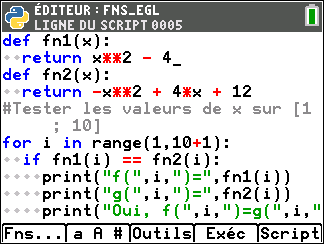 ÉDITEUR : FNS_EGL
LIGNE DU SCRIPT 0005
def fn1(x):
  return x**2 - 4_
def fn2(x):
  return -x**2 + 4*x + 12
#Tester les valeurs de x sur [1
; 10]
for i in range(1,10+1):
  if fn1(i) == fn2(i):
    print("f(",i,")=",fn1(i))
    print("g(",i,")=",fn2(i))
    print("Oui, f(",i,")=g(",i,"
Fns... a A # Outils Exéc Script